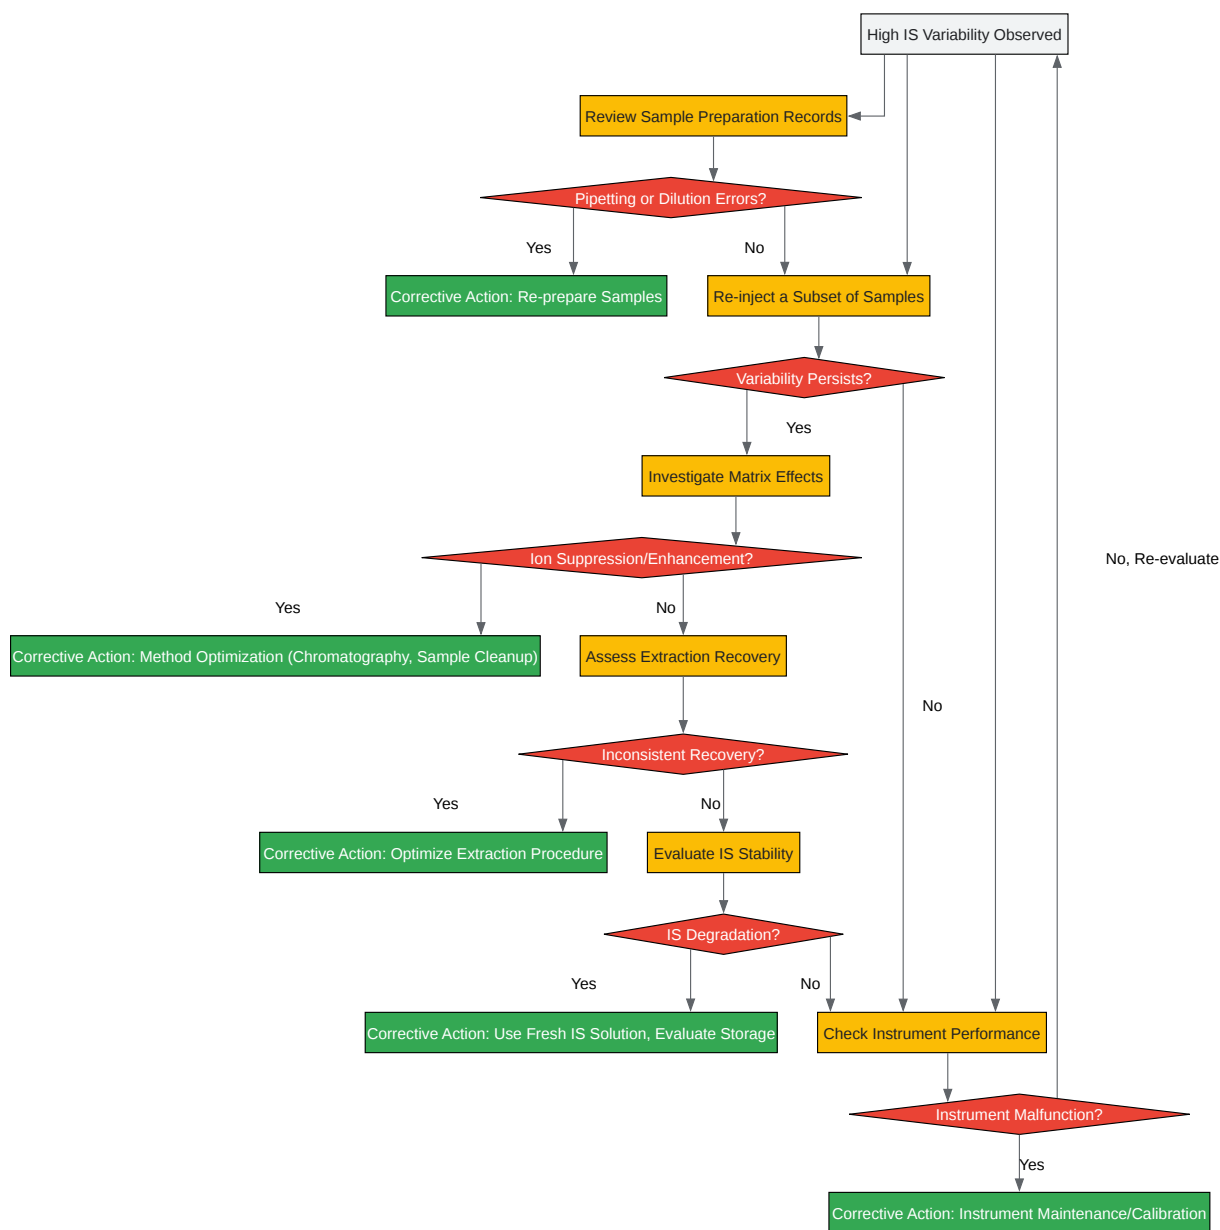 High IS Variability Observed
Review Sample Preparation Records
Pipetting or Dilution Errors?
Yes
No
Corrective Action: Re-prepare Samples
Re-inject a Subset of Samples
Variability Persists?
Yes
Investigate Matrix Effects
Ion Suppression/Enhancement?
No, Re-evaluate
Yes
No
Corrective Action: Method Optimization (Chromatography, Sample Cleanup)
Assess Extraction Recovery
No
Inconsistent Recovery?
Yes
No
Corrective Action: Optimize Extraction Procedure
Evaluate IS Stability
IS Degradation?
Yes
No
Corrective Action: Use Fresh IS Solution, Evaluate Storage
Check Instrument Performance
Instrument Malfunction?
Yes
Corrective Action: Instrument Maintenance/Calibration